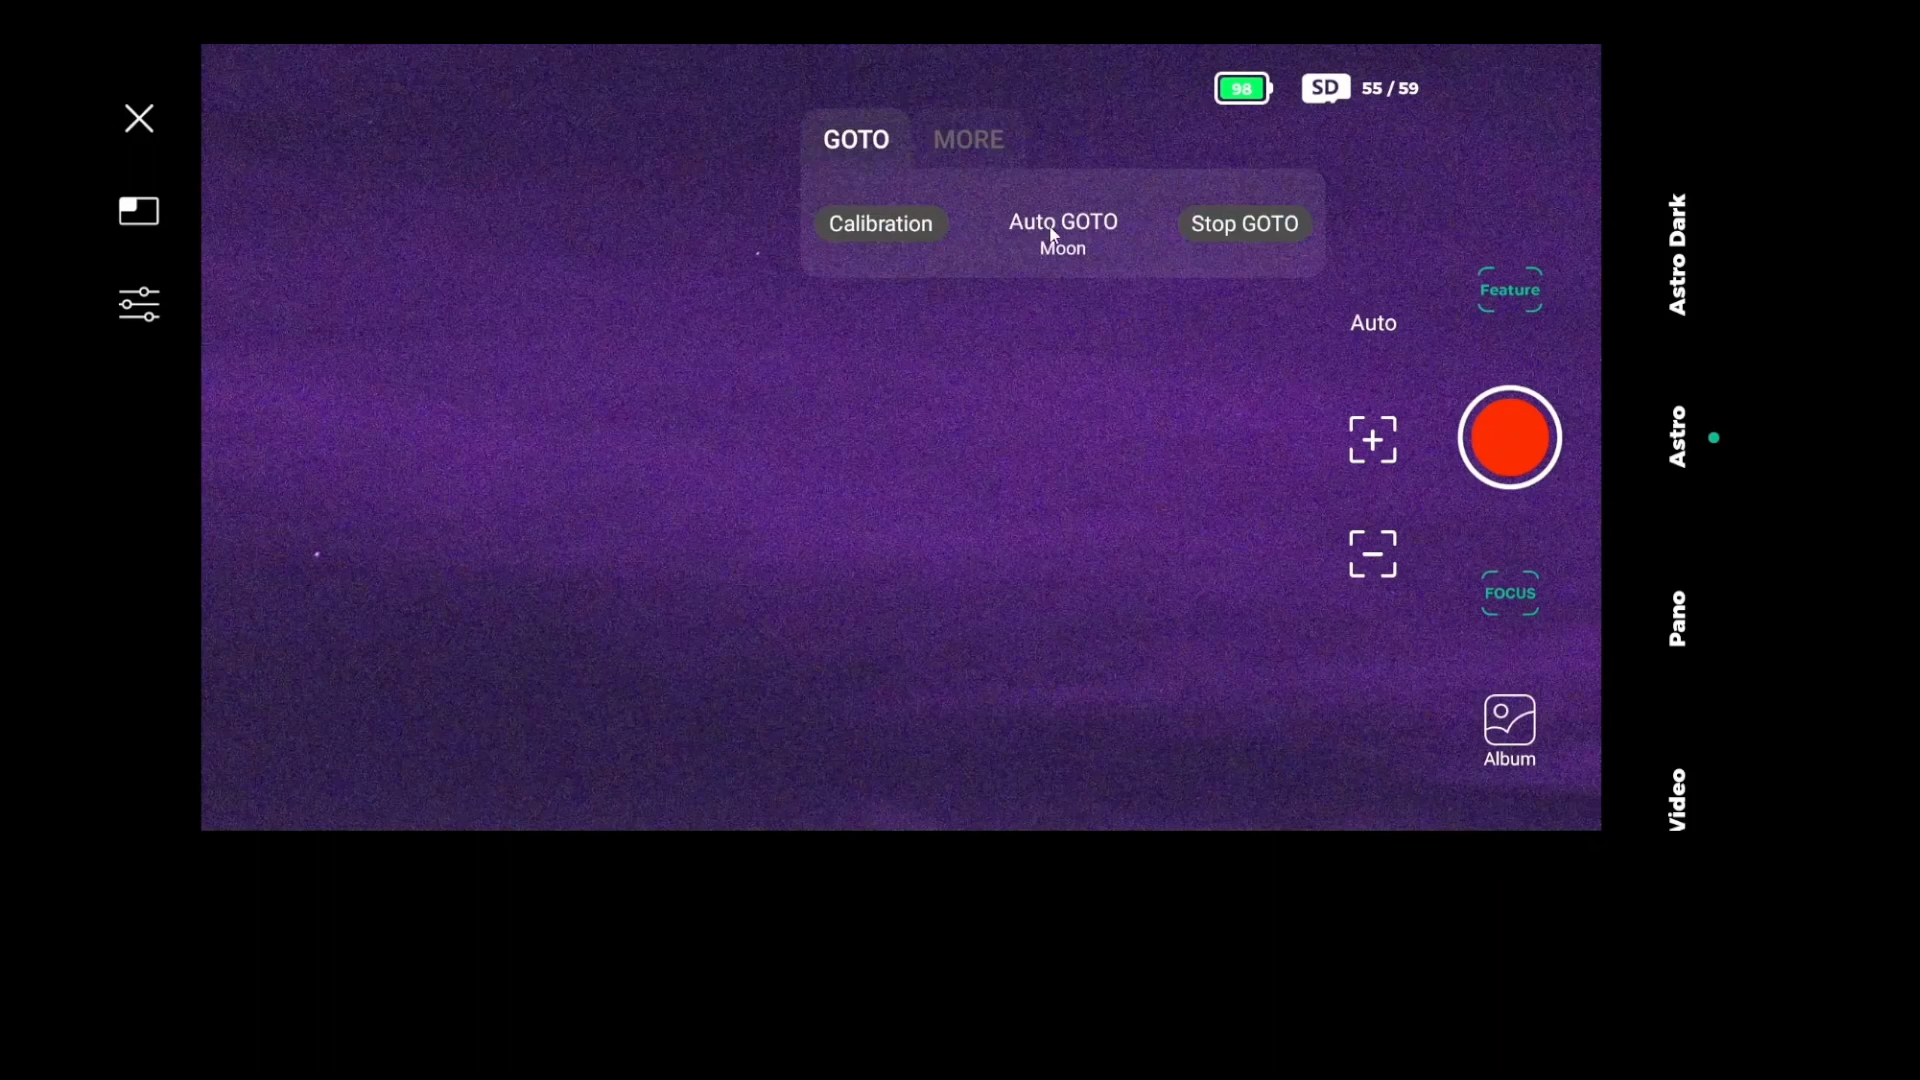 98
SD
55 / 59
GOTO
MORE
Calibration
Auto GOTO
Moon
Stop GOTO
Auto
Feature
FOCUS
Album
Astro Dark
Astro
Pano
Video